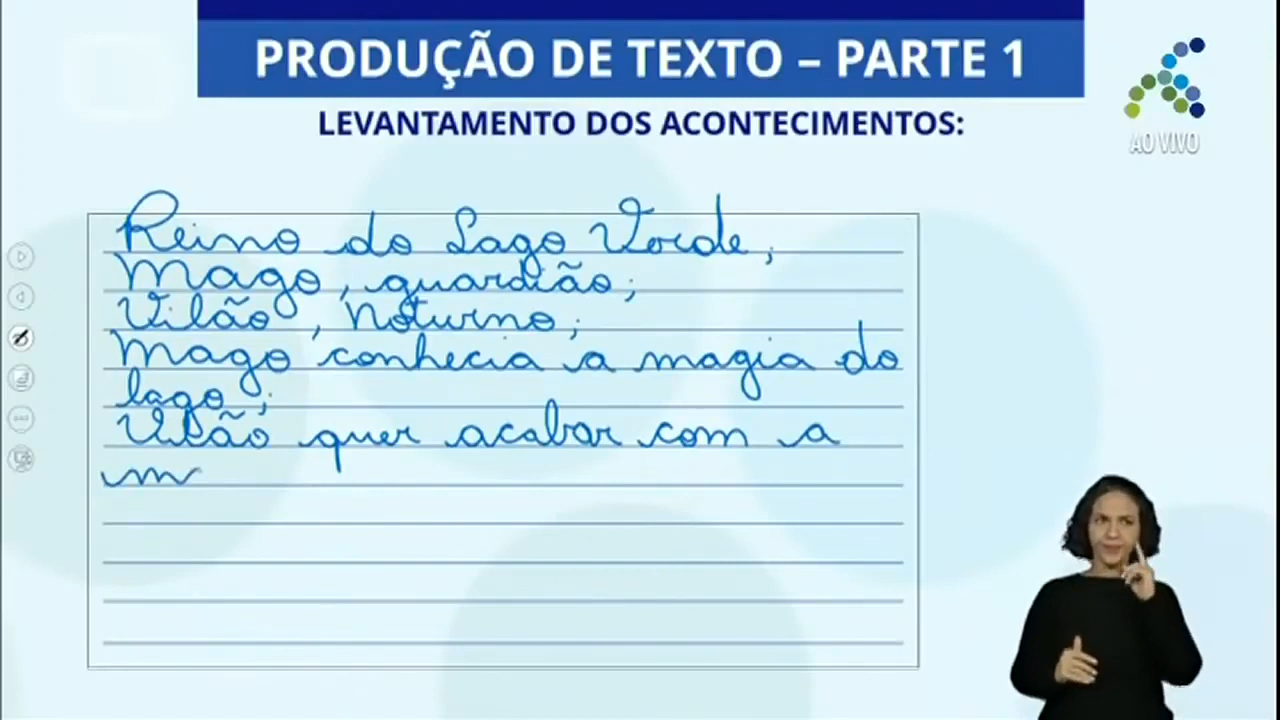 PRODUÇÃO DE TEXTO – PARTE 1
LEVANTAMENTO DOS ACONTECIMENTOS:
AO VIVO
Reino do Lago Verde;
Mago, guardião;
Vilão, Noturno;
Mago conhecia a magia do
lago;
Vilão quer acabar com a
m